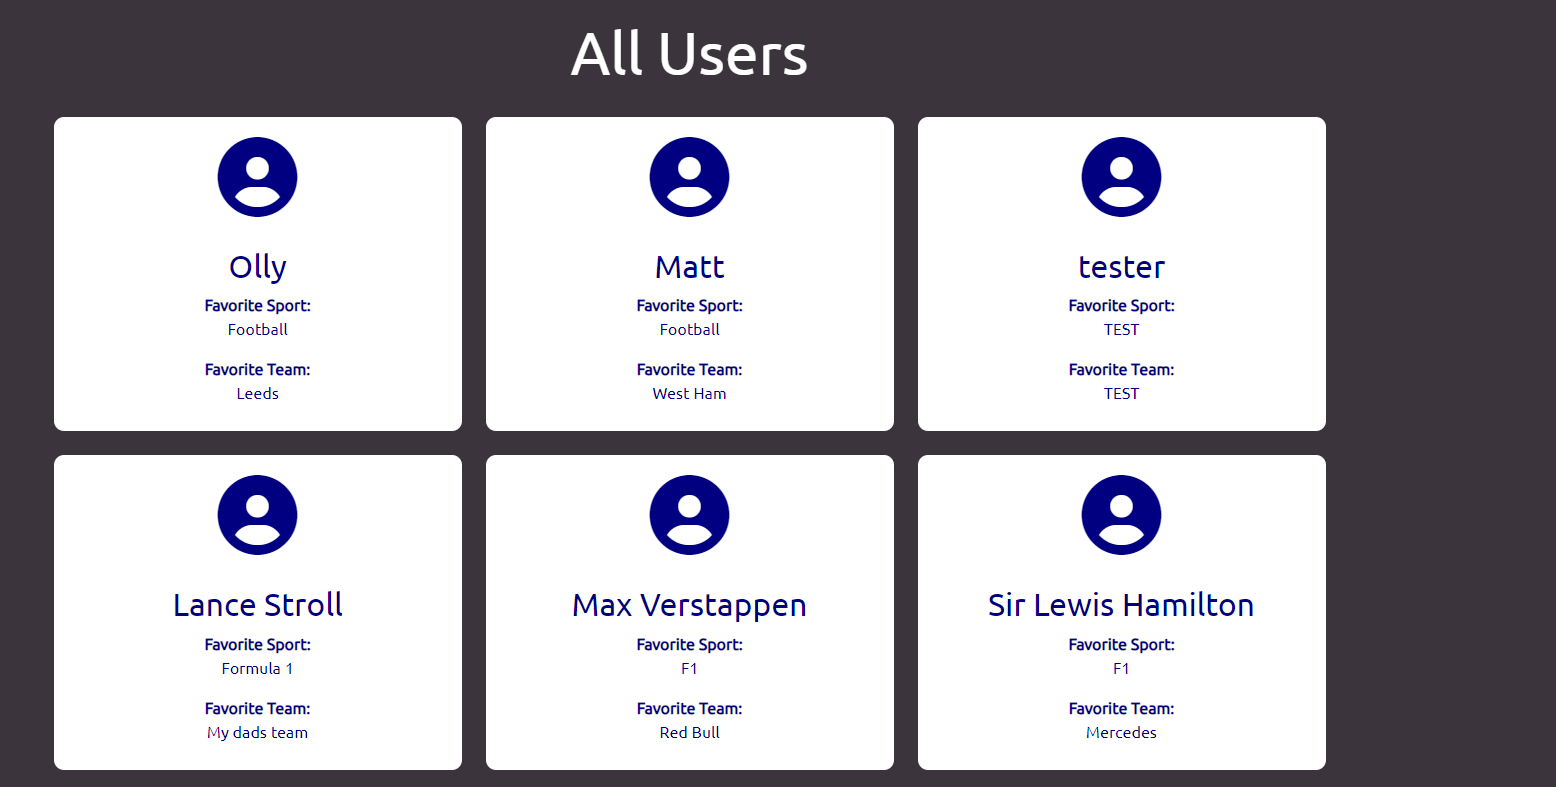 All Users
Olly
Favorite Sport:
Football
Favorite Team:
Leeds
Matt
Favorite Sport:
Football
Favorite Team:
West Ham
tester
Favorite Sport:
TEST
Favorite Team:
TEST
Lance Stroll
Favorite Sport:
Formula 1
Favorite Team:
My dads team
Max Verstappen
Favorite Sport:
F1
Favorite Team:
Red Bull
Sir Lewis Hamilton
Favorite Sport:
F1
Favorite Team:
Mercedes